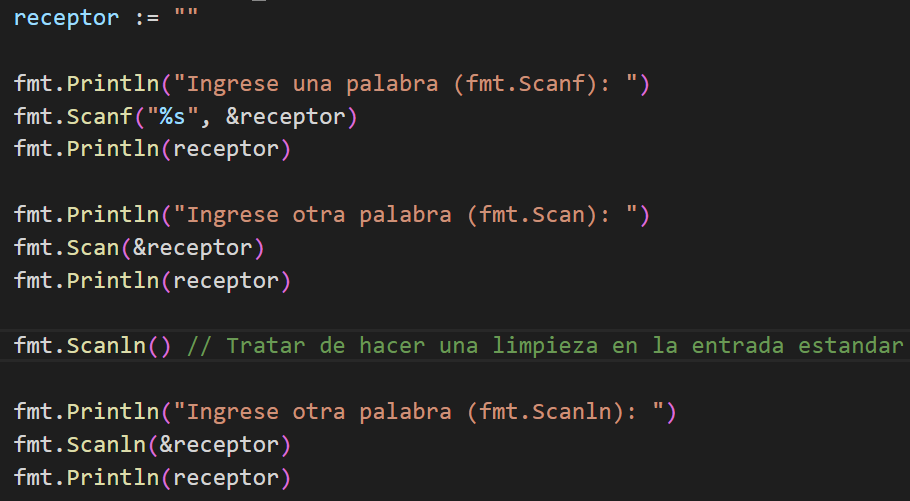 receptor := ""
fmt.Println("Ingrese una palabra (fmt.Scanf): ")
fmt.Scanf("%s", &receptor)
fmt.Println(receptor)
fmt.Println("Ingrese otra palabra (fmt.Scan): ")
fmt.Scan(&receptor)
fmt.Println(receptor)
fmt.Scanln() // Tratar de hacer una limpieza en la entrada estandar
fmt.Println("Ingrese otra palabra (fmt.Scanln): ")
fmt.Scanln(&receptor)
fmt.Println(receptor)